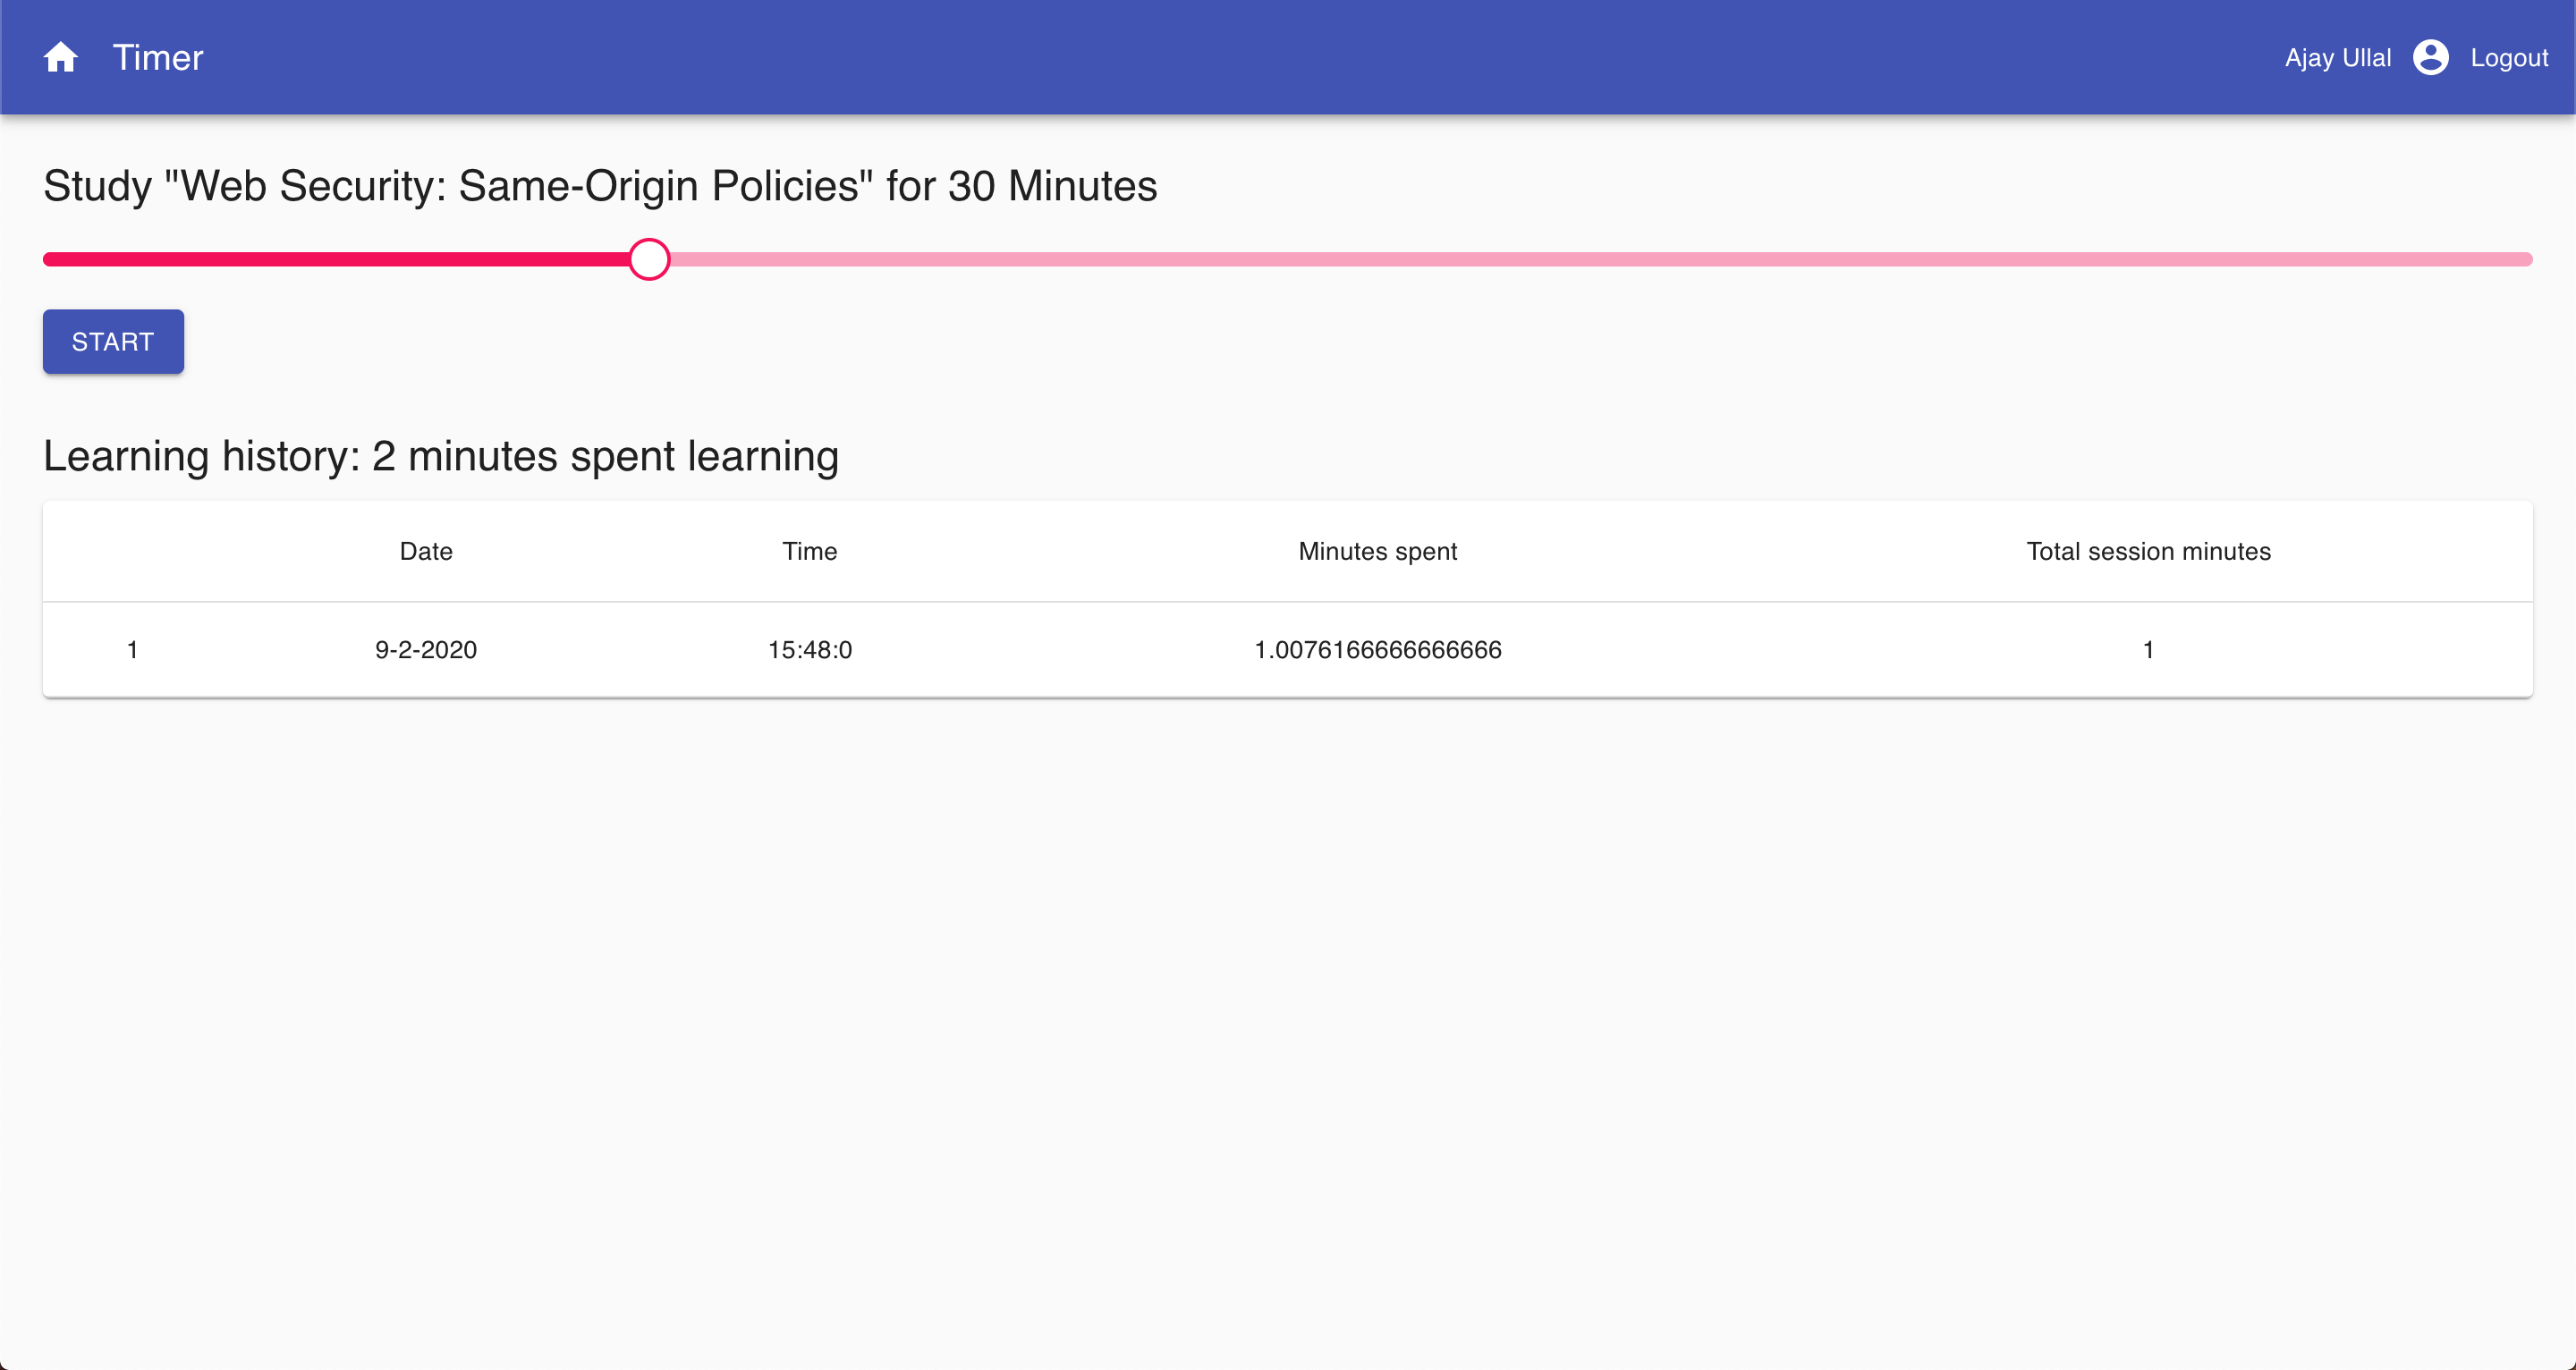 Timer
Ajay Ullal Logout
Study "Web Security: Same-Origin Policies" for 30 Minutes
START
Learning history: 2 minutes spent learning
Date Time Minutes spent Total session minutes
1 9-2-2020 15:48:0 1.0076166666666666 1